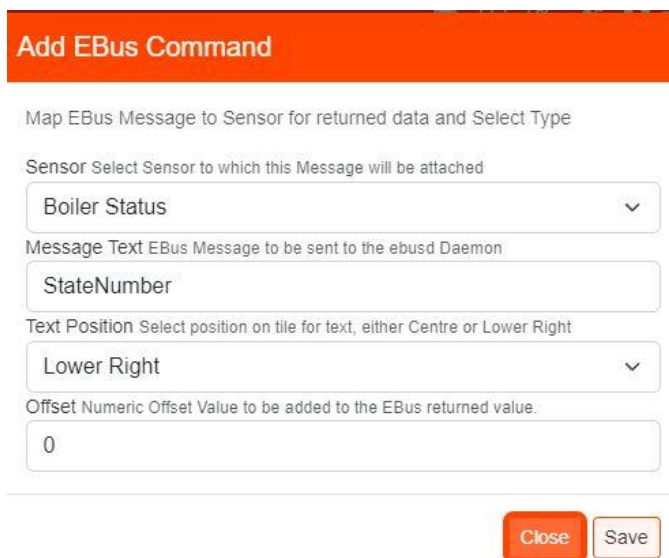 Add EBus Command
Map EBus Message to Sensor for returned data and Select Type
Sensor Select Sensor to which this Message will be attached
Boiler Status
Message Text EBus Message to be sent to the ebusd Daemon
StateNumber
Text Position Select position on tile for text, either Centre or Lower Right
Lower Right
Offset Numeric Offset Value to be added to the EBus returned value.
0
Close Save